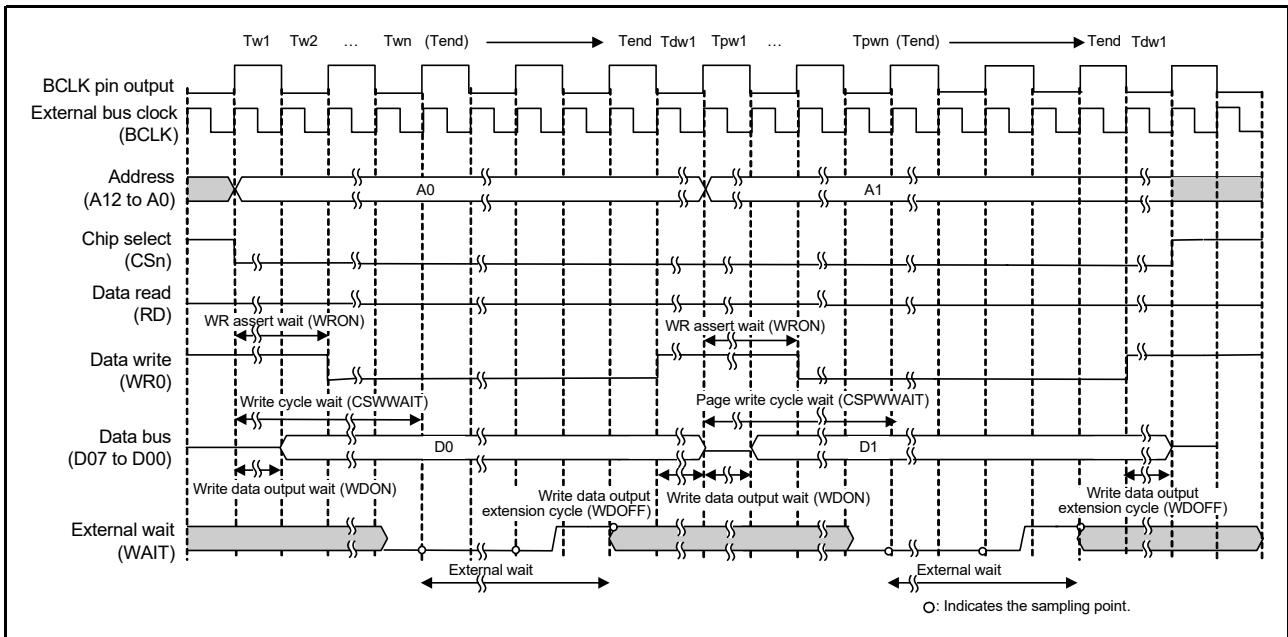 Tw1 Tw2 … Twn (Tend) Tend Tdw1 Tpw1 … Tpwn (Tend) Tend Tdw1
BCLK pin output
External bus clock
(BCLK)
Address
(A12 to A0)
A0 A1
Chip select
(CSn)
Data read
(RD)
WR assert wait (WRON) WR assert wait (WRON)
Data write
(WR0)
Write cycle wait (CSWWAIT) Page write cycle wait (CSPWWAIT)
Data bus
(D07 to D00)
D0 D1
Write data output wait (WDON) Write data output extension cycle (WDOFF) Write data output wait (WDON) Write data output extension cycle (WDOFF)
External wait
(WAIT)
External wait External wait
O: Indicates the sampling point.